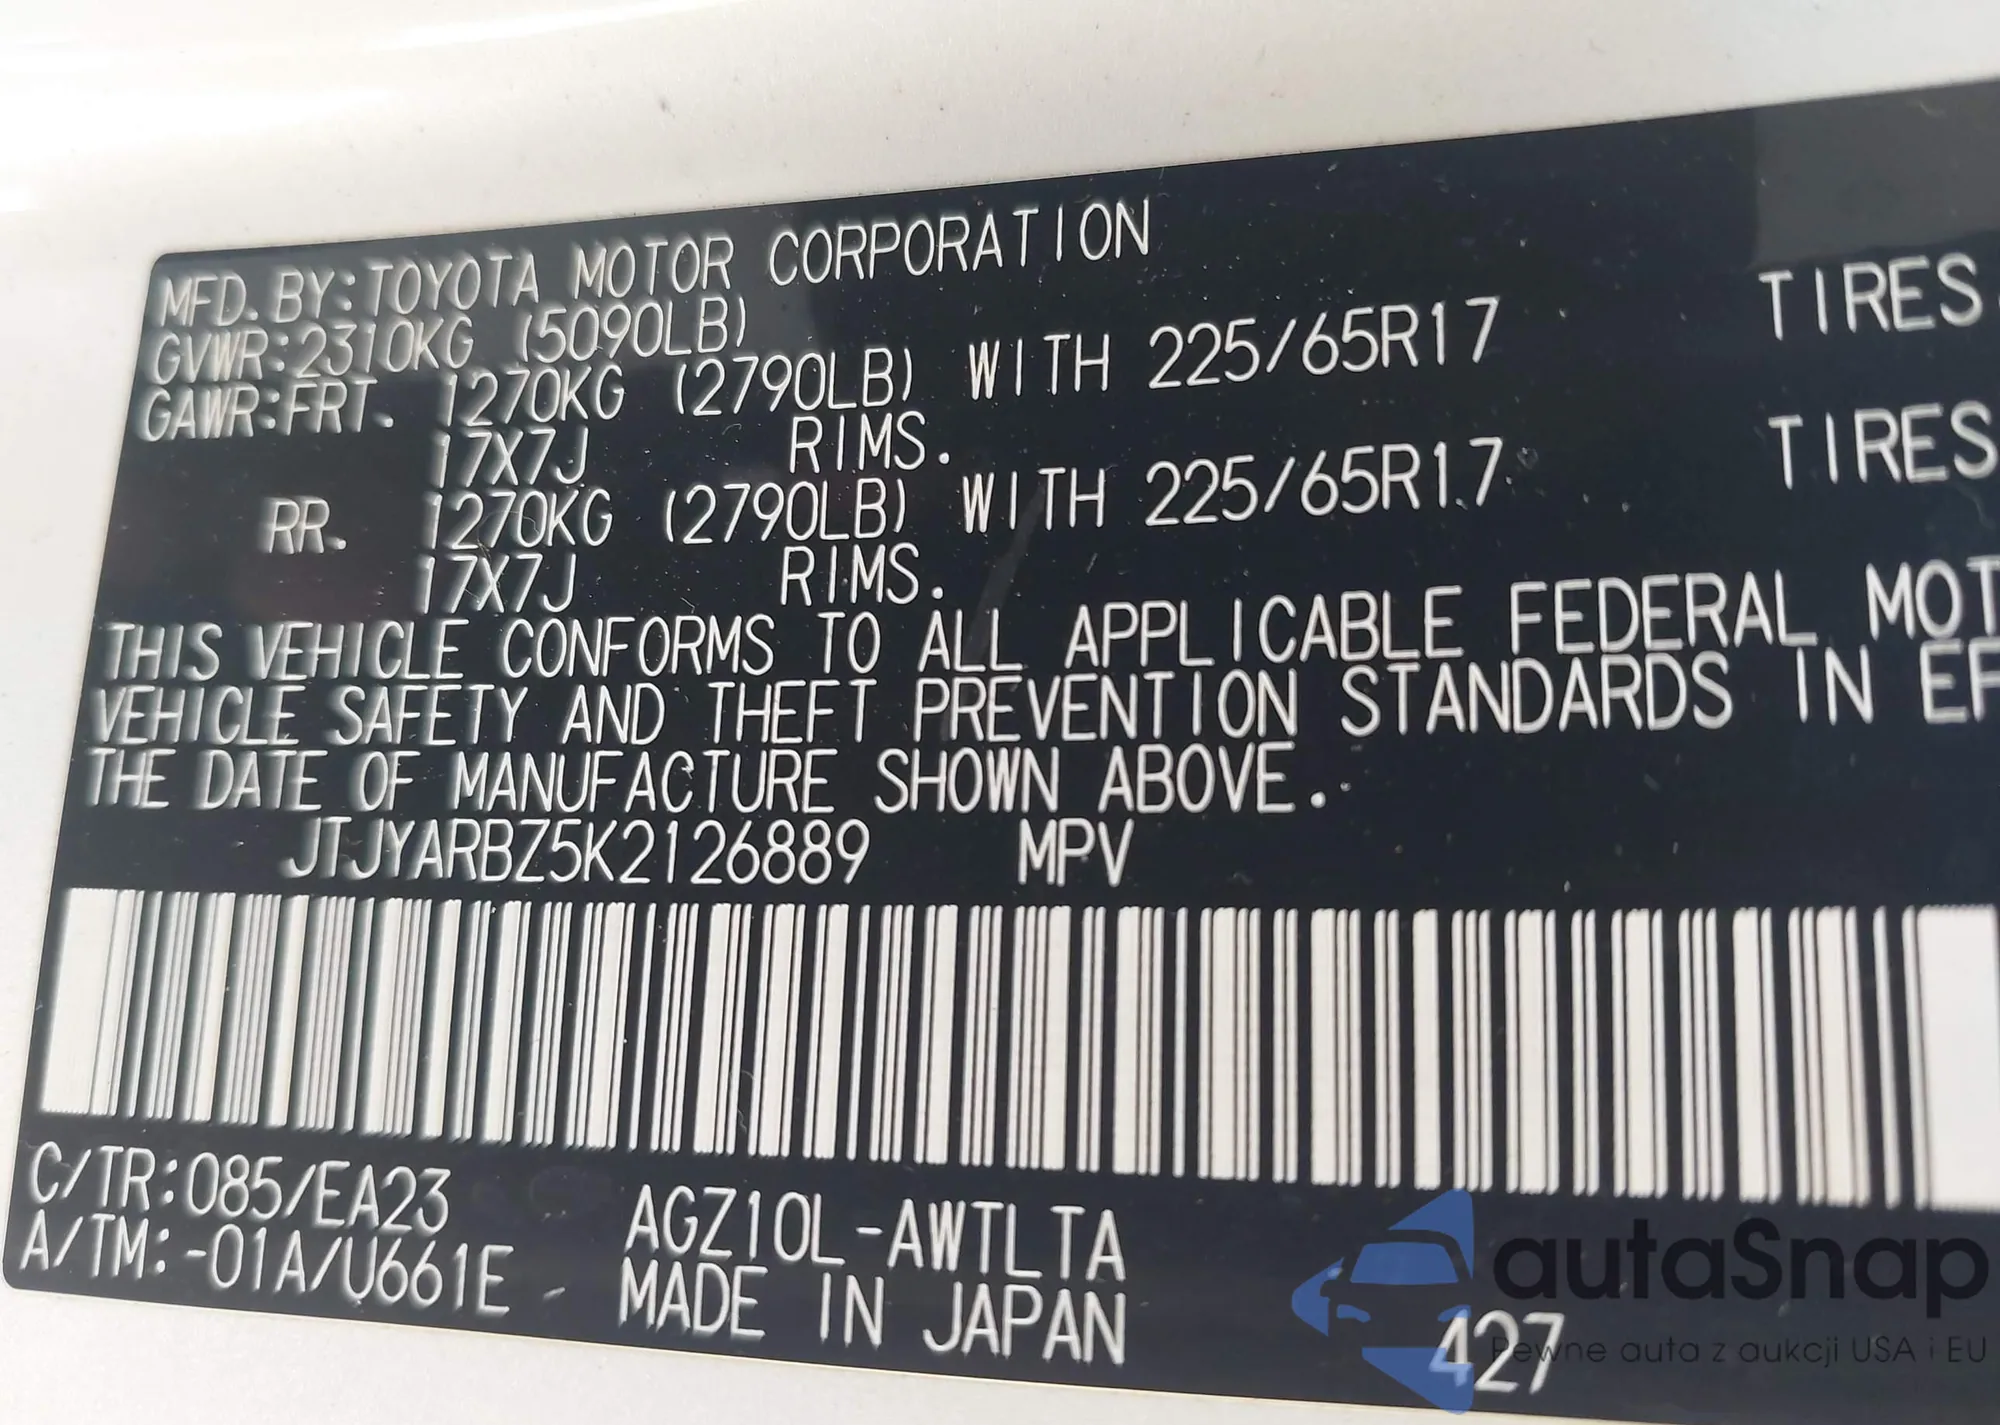 MFD. BY:TOYOTA MOTOR CORPORATION
GVWR:2310KG (5090LB)
GAWR:FRT. 1270KG (2790LB) WITH 225/65R17 TIRES.
17X7J RIMS.
RR. 1270KG (2790LB) WITH 225/65R17 TIRES
17X7J RIMS.
THIS VEHICLE CONFORMS TO ALL APPLICABLE FEDERAL MOT
VEHICLE SAFETY AND THEFT PREVENTION STANDARDS IN EF
THE DATE OF MANUFACTURE SHOWN ABOVE.
JTJYARBZ5K2126889 MPV
C/TR:085/EA23 AGZ10L-AWTLTA
A/TM:-01A/U661E MADE IN JAPAN
427
autaSnap
Pewne auta z aukcji USA i EU